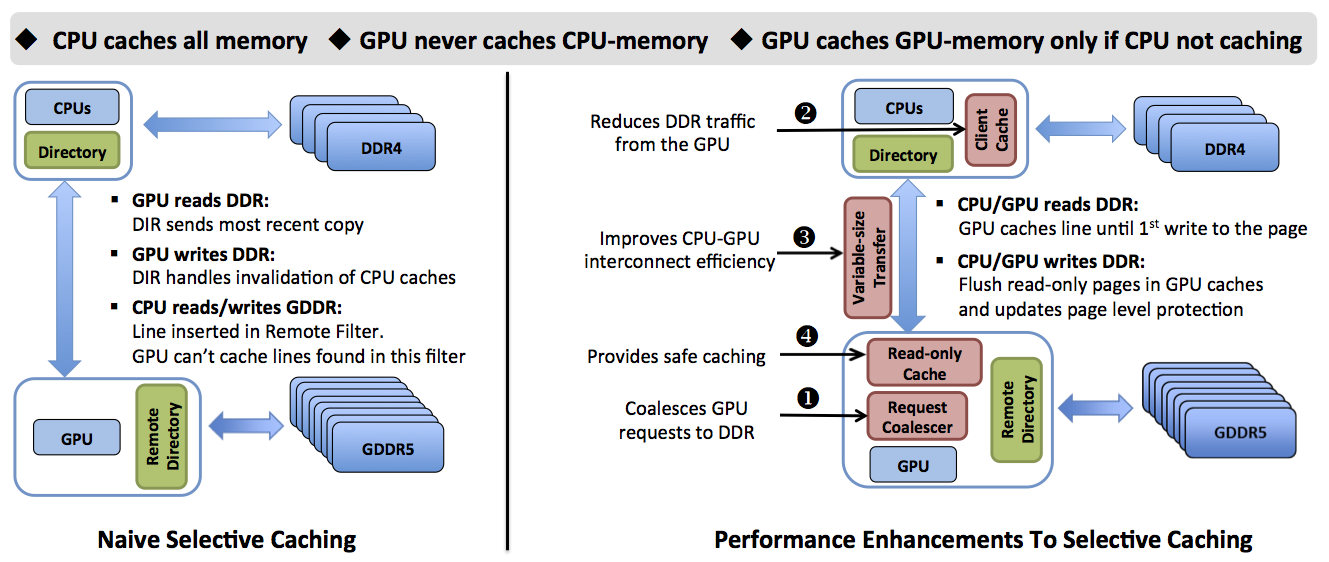 ◆ CPU caches all memory ◆ GPU never caches CPU-memory ◆ GPU caches GPU-memory only if CPU not caching
CPUs
Directory
DDR4
▪ GPU reads DDR:
DIR sends most recent copy
▪ GPU writes DDR:
DIR handles invalidation of CPU caches
▪ CPU reads/writes GDDR:
Line inserted in Remote Filter.
GPU can't cache lines found in this filter
GPU
Remote
Directory
GDDR5
Naive Selective Caching
Reduces DDR traffic
from the GPU
❷
CPUs
Directory
Client
Cache
DDR4
Improves CPU-GPU
interconnect efficiency
❸
Variable-size
Transfer
▪ CPU/GPU reads DDR:
GPU caches line until 1st write to the page
▪ CPU/GPU writes DDR:
Flush read-only pages in GPU caches
and updates page level protection
Provides safe caching
❹
Read-only
Cache
Coalesces GPU
requests to DDR
❶
Request
Coalescer
GPU
Remote
Directory
GDDR5
Performance Enhancements To Selective Caching